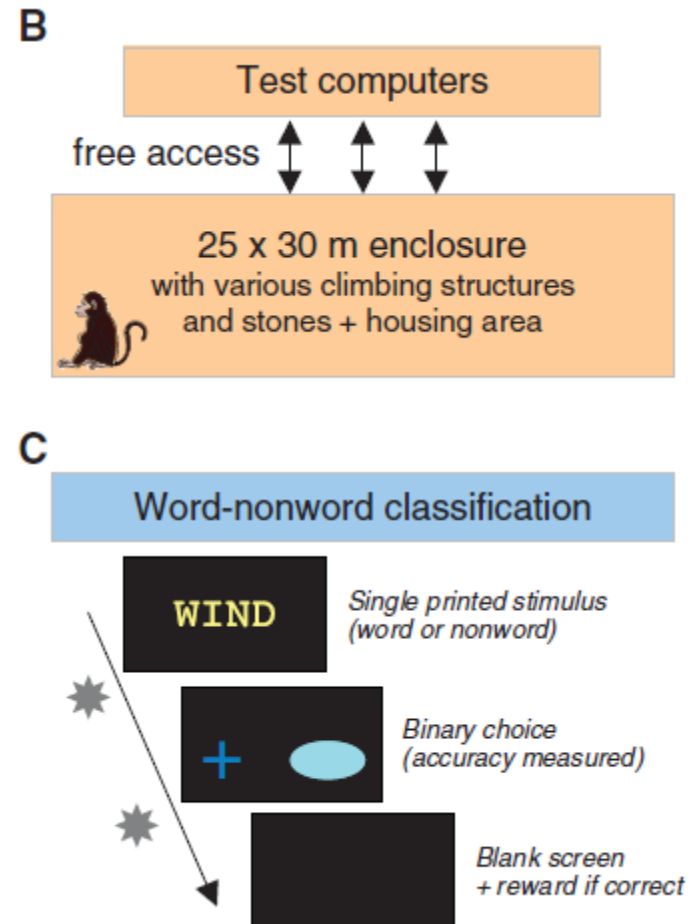 B
Test computers
free access
25 x 30 m enclosure
with various climbing structures
and stones + housing area
C
Word-nonword classification
WIND
Single printed stimulus
(word or nonword)
+
Binary choice
(accuracy measured)
Blank screen
+ reward if correct